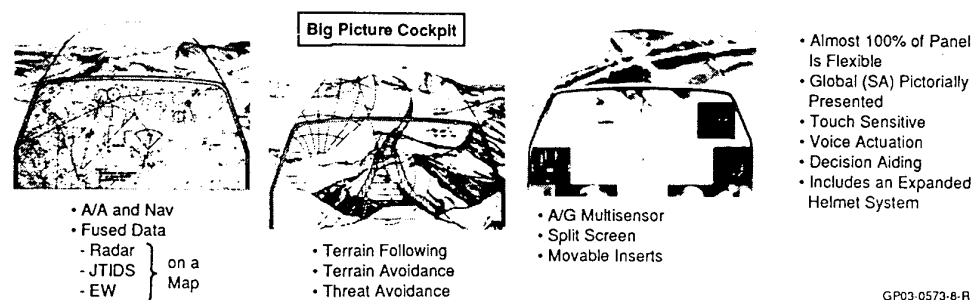 Big Picture Cockpit
• A/A and Nav
• Fused Data
- Radar
- JTIDS
- EW
on a
Map
• Terrain Following
• Terrain Avoidance
• Threat Avoidance
• A/G Multisensor
• Split Screen
• Movable Inserts
• Almost 100% of Panel
Is Flexible
• Global (SA) Pictorially
Presented
• Touch Sensitive
• Voice Actuation
• Decision Aiding
• Includes an Expanded
Helmet System
GP03-0573-8-R